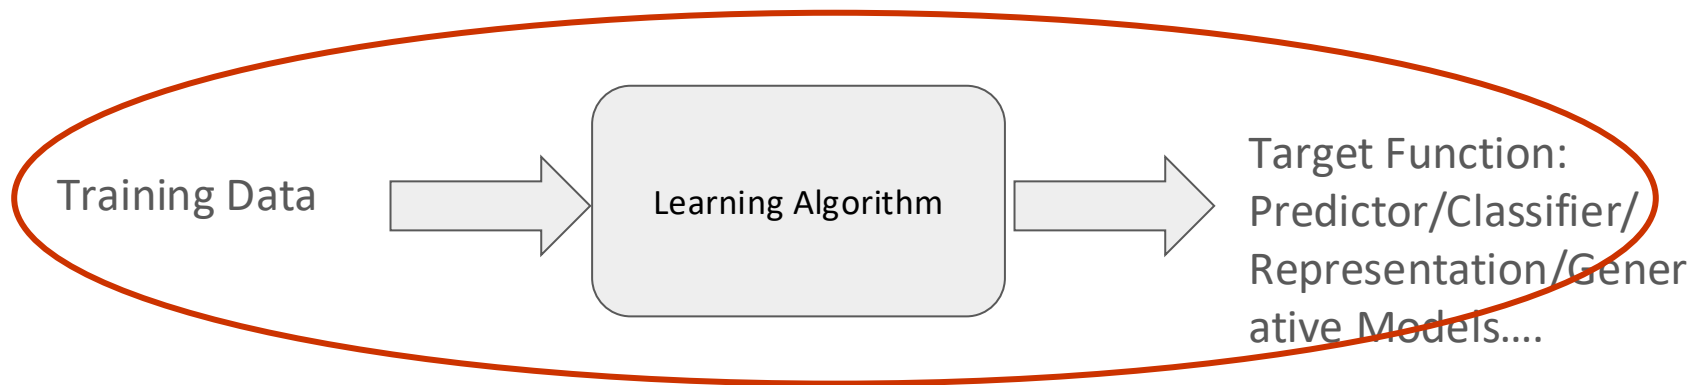 Training Data
Learning Algorithm
Target Function:
Predictor/Classifier/
Representation/Gener
ative Models....